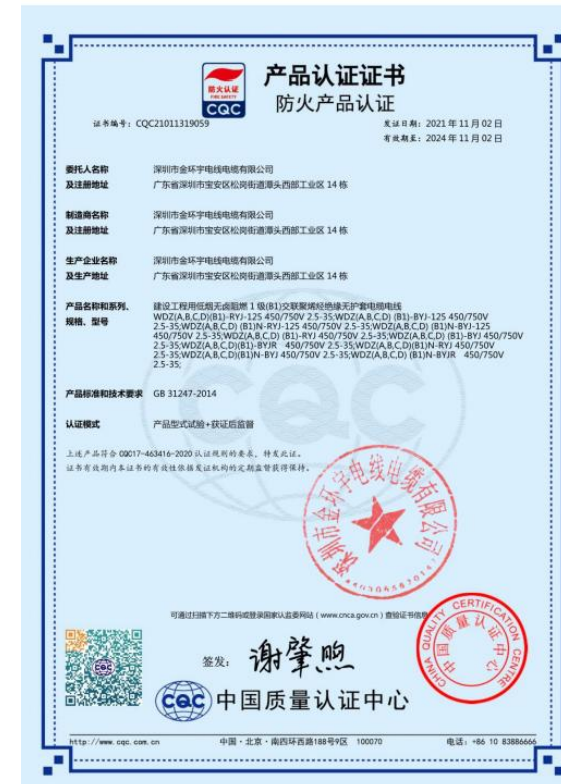 防火认证
FIRE SAFETY
CQC
产品认证证书
防火产品认证
证书编号：CQC21011319059
发证日期：2021年11月02日
有效期至：2024年11月02日
委托人名称 深圳市金环宇电线电缆有限公司
及注册地址 广东省深圳市宝安区松岗街道潭头西部工业区 14 栋
制造商名称 深圳市金环宇电线电缆有限公司
及注册地址 广东省深圳市宝安区松岗街道潭头西部工业区 14 栋
生产企业名称 深圳市金环宇电线电缆有限公司
及生产地址 广东省深圳市宝安区松岗街道潭头西部工业区 14 栋
产品名称和系列、 建设工程用低烟无卤阻燃 1 级(B1)交联聚烯烃绝缘无护套电缆电线
规格、型号 WDZ(A,B,C,D)(B1)-RYJ-125 450/750V 2.5-35;WDZ(A,B,C,D) (B1)-BYJ-125 450/750V
2.5-35;WDZ(A,B,C,D) (B1)N-RYJ-125 450/750V 2.5-35;WDZ(A,B,C,D) (B1)N-BYJ-125
450/750V 2.5-35;WDZ(A,B,C,D) (B1)-RYJ 450/750V 2.5-35;WDZ(A,B,C,D) (B1)-BYJ 450/750V
2.5-35;WDZ(A,B,C,D)(B1)-BYJR 450/750V 2.5-35;WDZ(A,B,C,D)(B1)N-RYJ 450/750V
2.5-35;WDZ(A,B,C,D)(B1)N-BYJ 450/750V 2.5-35;WDZ(A,B,C,D) (B1)N-BYJR 450/750V
2.5-35;
产品标准和技术要求 GB 31247-2014
认证模式 产品型式试验+获证后监督
上述产品符合 CQC17-463416-2020 认证规则的要求，特发此证。
证书有效期内本证书的有效性依据发证机构的定期监督获得保持。
CQC
深圳市金环宇电线电缆有限公司
可通过扫描下方二维码或登录国家认监委网站（www.cnca.gov.cn）查验证书信息
CHINA QUALITY CERTIFICATION CENTRE
中国质量认证中心
CQC
签发：谢肇煦
CQC 中国质量认证中心
http://www.cqc.com.cn 中国·北京·南四环西路188号9区 100070 电话：+86 10 83886666